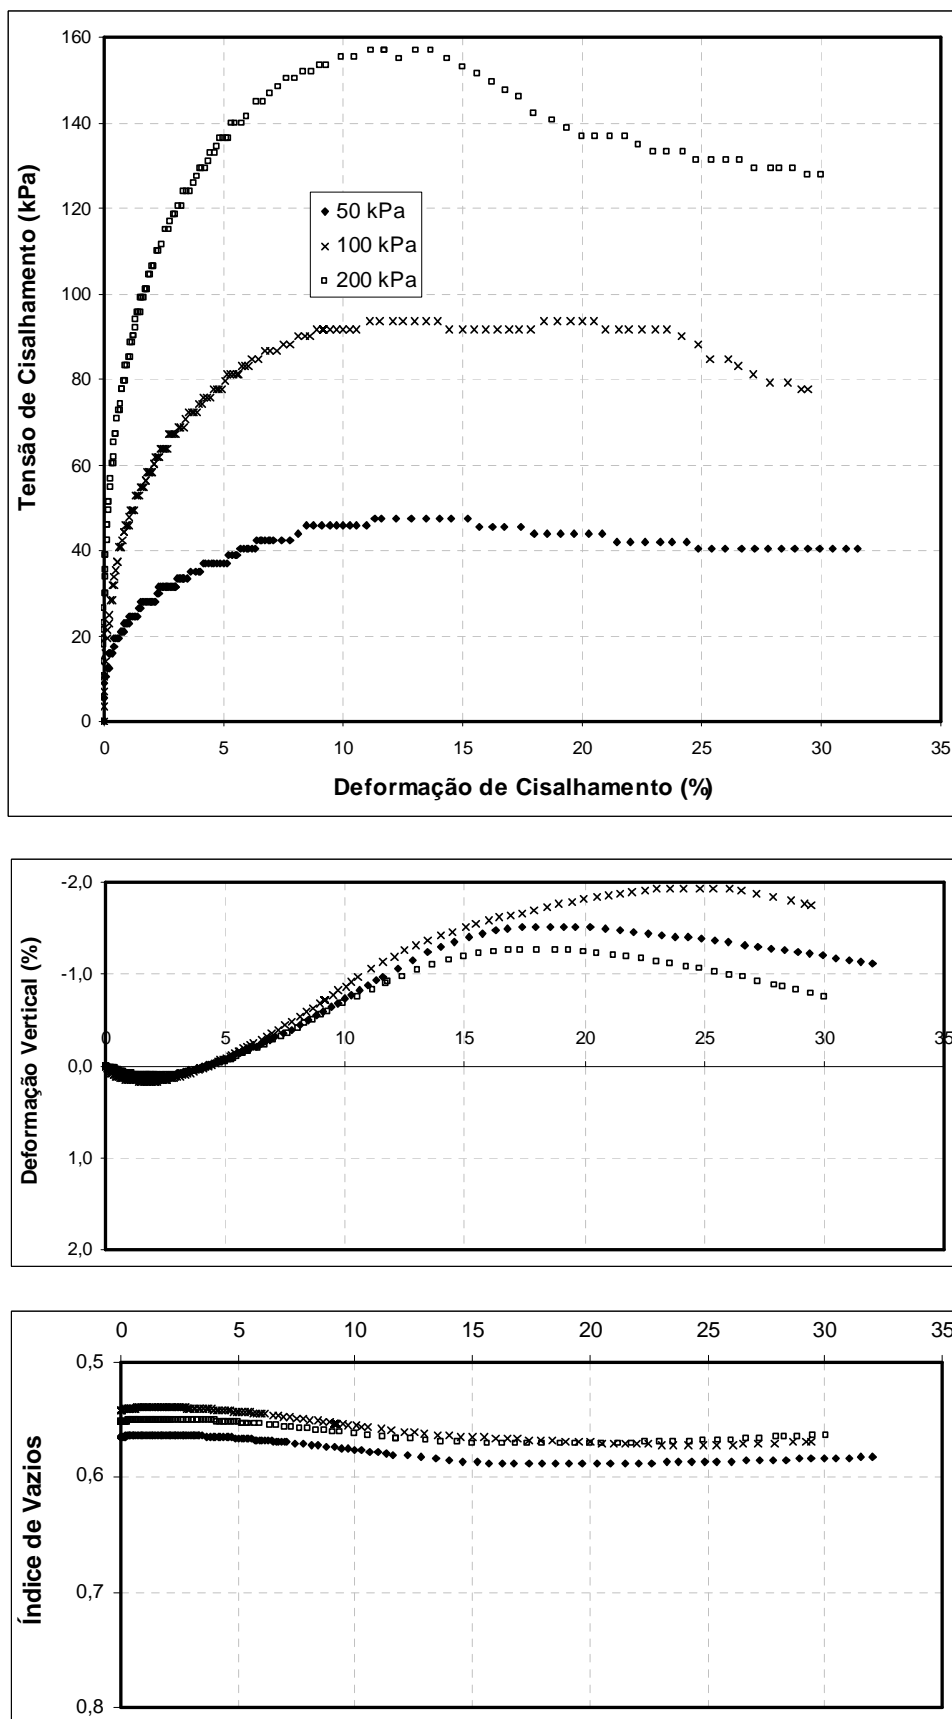 160
140
120
100
80
60
40
20
0
Tensão de Cisalhamento (kPa)
50 kPa
100 kPa
200 kPa
0 5 10 15 20 25 30 35
Deformação de Cisalhamento (%)
-2,0
-1,0
0,0
1,0
2,0
Deformação Vertical (%)
0 5 10 15 20 25 30 35
0 5 10 15 20 25 30 35
0,5
0,6
0,7
0,8
Índice de Vazios